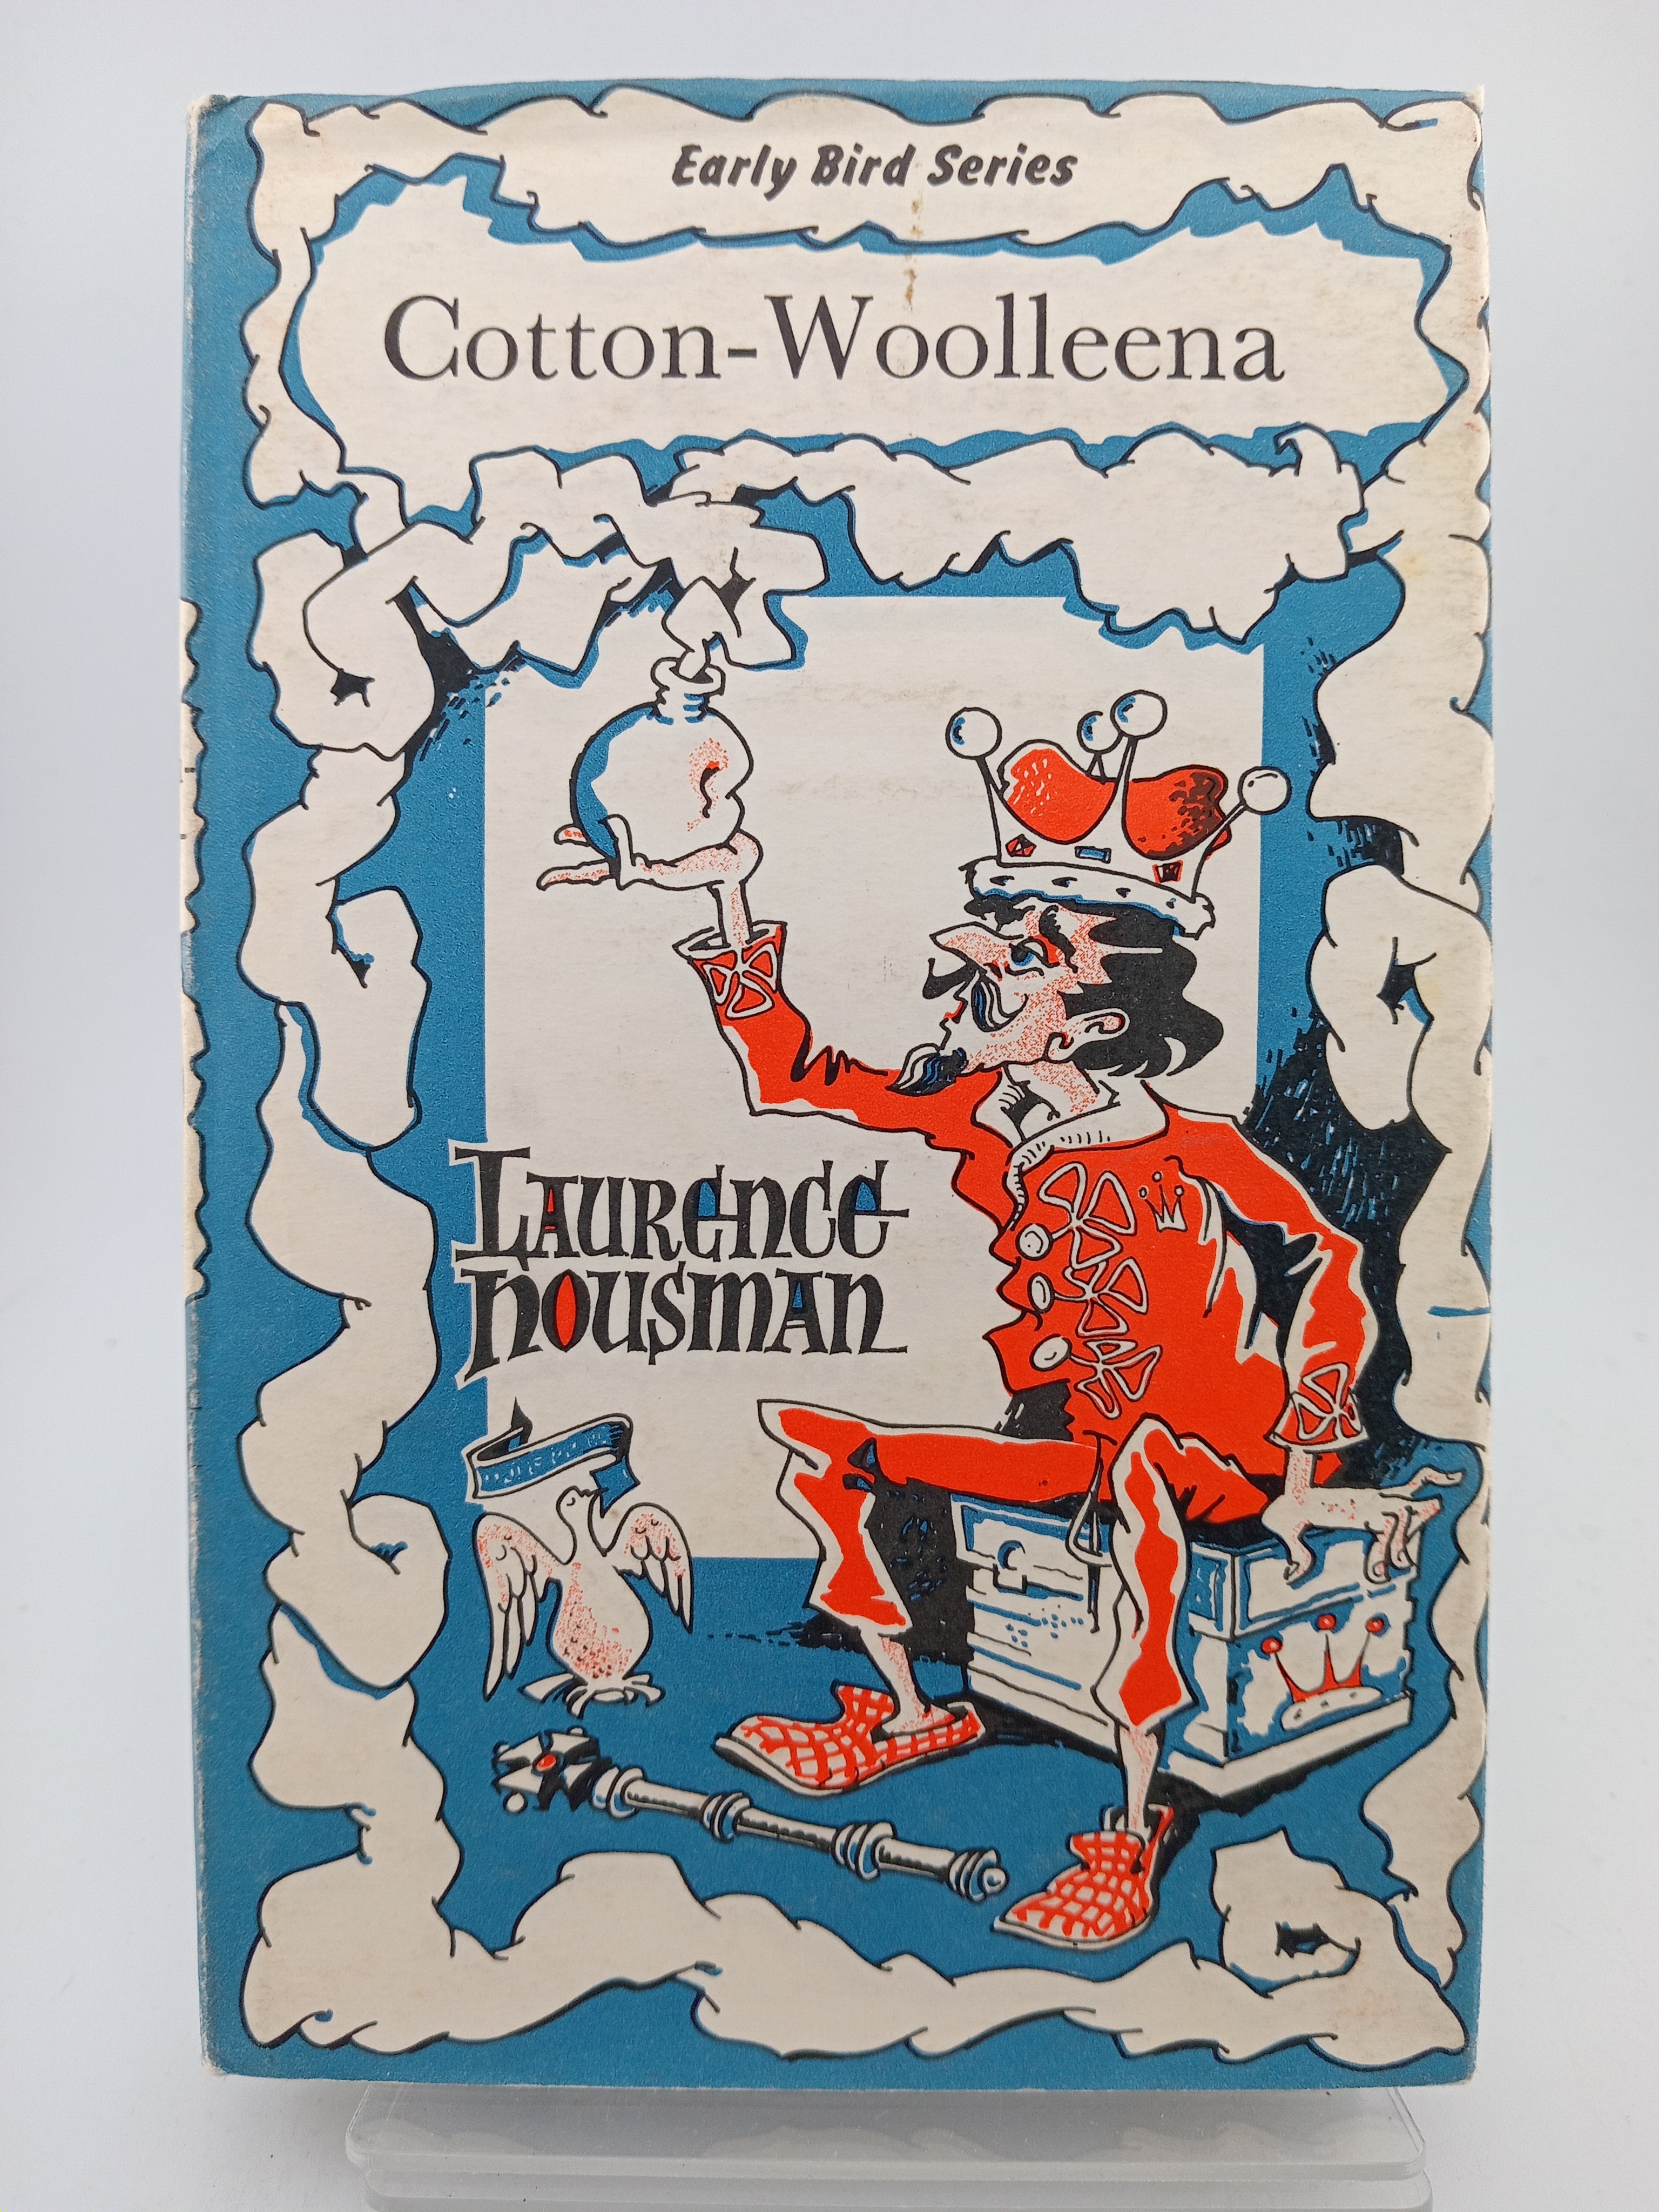 Early Bird Series
Cotton-Woolleena
LAURENCE
HOUSMAN